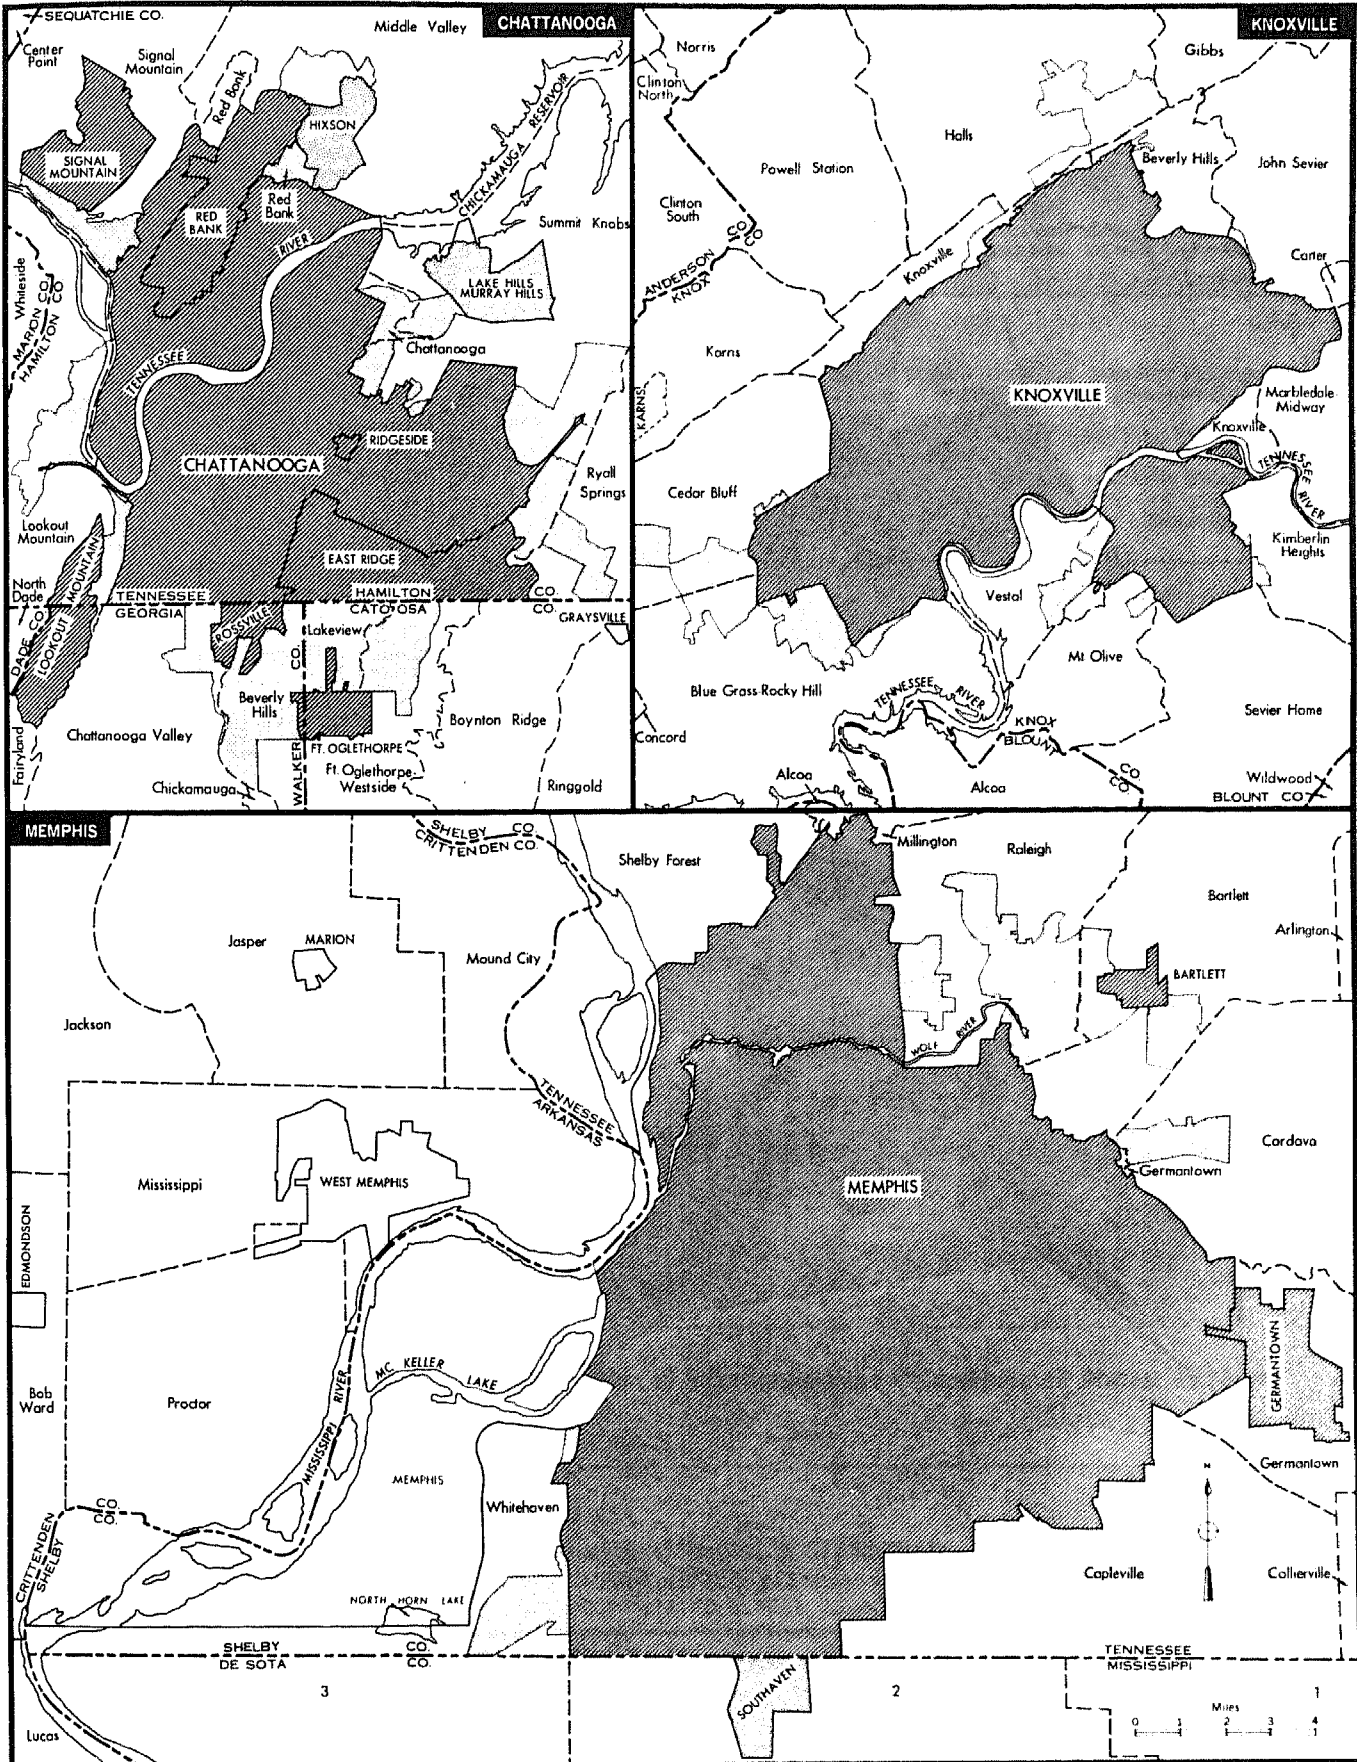 CHATTANOOGA
SEQUATCHIE CO.
Middle Valley
Center
Point
Signal
Mountain
Red Bank
HIXSON
CHICKAMAUGA RESERVOIR
SIGNAL
MOUNTAIN
RED
BANK
Red
Bank
RIVER
Summit Knobs
Whiteside
MARION CO.
HAMILTON CO.
LAKE HILLS
MURRAY HILLS
TENNESSEE
Chattanooga
RIDGESIDE
CHATTANOOGA
Ryall
Springs
Lookout
Mountain
EAST RIDGE
North
Dade
LOOKOUT MOUNTAIN
TENNESSEE
GEORGIA
HAMILTON CO.
CATOOSA CO.
DADE CO.
ROSSVILLE
Lakeview
GRAYSVILLE
Beverly
Hills
Boynton Ridge
Chattanooga Valley
FT. OGLETHORPE
Ft. Oglethorpe-
Westside
Fairyland
Chickamauga
WALKER CO.
Ringgold
KNOXVILLE
Norris
Gibbs
Clinton
North
Halls
Beverly Hills
John Sevier
Powell Station
Clinton
South
CO.
CO.
Knoxville
Carter
ANDERSON
KNOX
Karns
KARNS
KNOXVILLE
Marbledale-
Midway
Knoxville
TENNESSEE RIVER
Cedar Bluff
Kimberlin
Heights
Vestal
Mt Olive
Blue Grass-Rocky Hill
TENNESSEE RIVER
Sevier Home
Concord
KNOX CO.
BLOUNT CO.
Alcoa
Alcoa
Wildwood
BLOUNT CO.
MEMPHIS
SHELBY CO.
CRITTENDEN CO.
Shelby Forest
Millington
Raleigh
Bartlett
Arlington
Jasper
MARION
Mound City
BARTLETT
Jackson
WOLF RIVER
TENNESSEE
ARKANSAS
Cordova
Germantown
Mississippi
WEST MEMPHIS
MEMPHIS
EDMONDSON
GERMANTOWN
MC KELLER LAKE
Bob
Ward
Proctor
MISSISSIPPI RIVER
MEMPHIS
Whitehaven
Germantown
N
CO.
CO.
CRITTENDEN
SHELBY
Capleville
Collierville
NORTH HORN LAKE
SHELBY CO.
DE SOTA CO.
TENNESSEE
MISSISSIPPI
3
2
1
SOUTHAVEN
Miles
0 1 2 3 4
Lucas